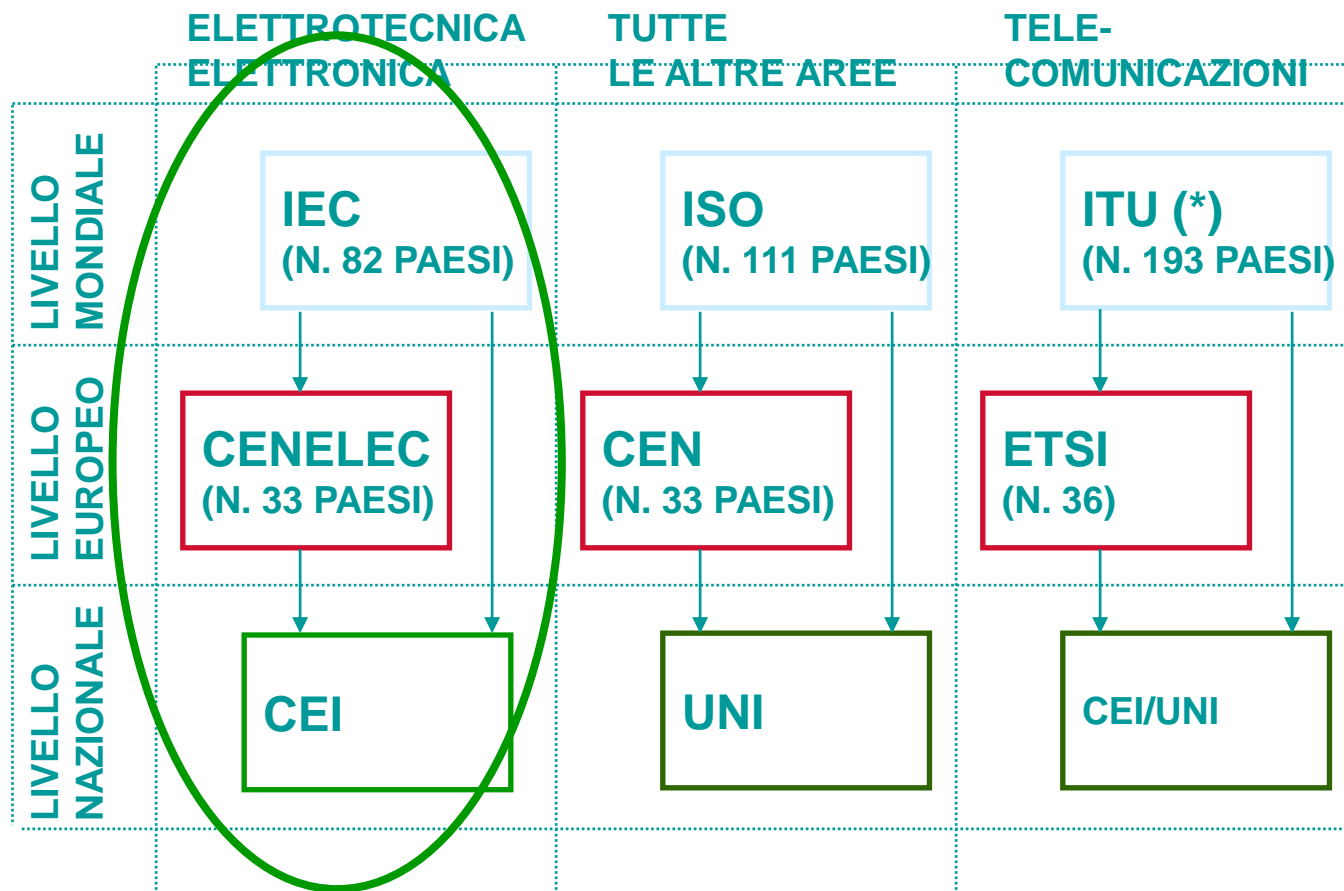 ELETTROTECNICA
ELETTRONICA
TUTTE
LE ALTRE AREE
TELE-
COMUNICAZIONI
LIVELLO
MONDIALE
IEC
(N. 82 PAESI)
ISO
(N. 111 PAESI)
ITU (*)
(N. 193 PAESI)
LIVELLO
EUROPEO
CENELEC
(N. 33 PAESI)
CEN
(N. 33 PAESI)
ETSI
(N. 36)
LIVELLO
NAZIONALE
CEI
UNI
CEI/UNI